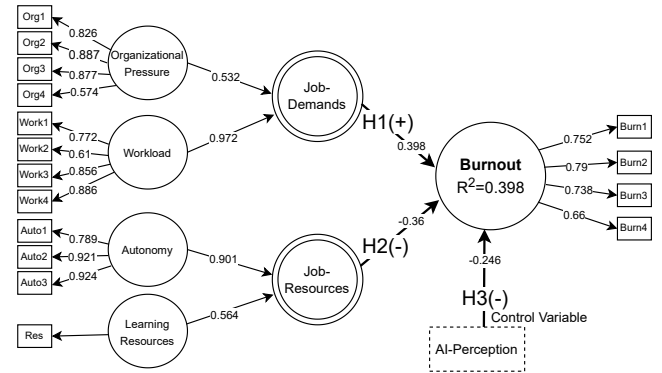 Org1
0.826
Org2
0.887
Org3
0.877
Org4
0.574
Organizational
Pressure
0.532
Job-
Demands
Work1
0.772
Work2
0.61
Work3
0.856
Work4
0.886
Workload
0.972
H1(+)
0.398
Burnout
R²=0.398
0.752
Burn1
0.79
Burn2
0.738
Burn3
0.66
Burn4
Auto1
0.789
Auto2
0.921
Auto3
0.924
Autonomy
0.901
Job-
Resources
H2(-)
-0.36
Res
Learning
Resources
0.564
-0.246
H3(-)
Control Variable
AI-Perception